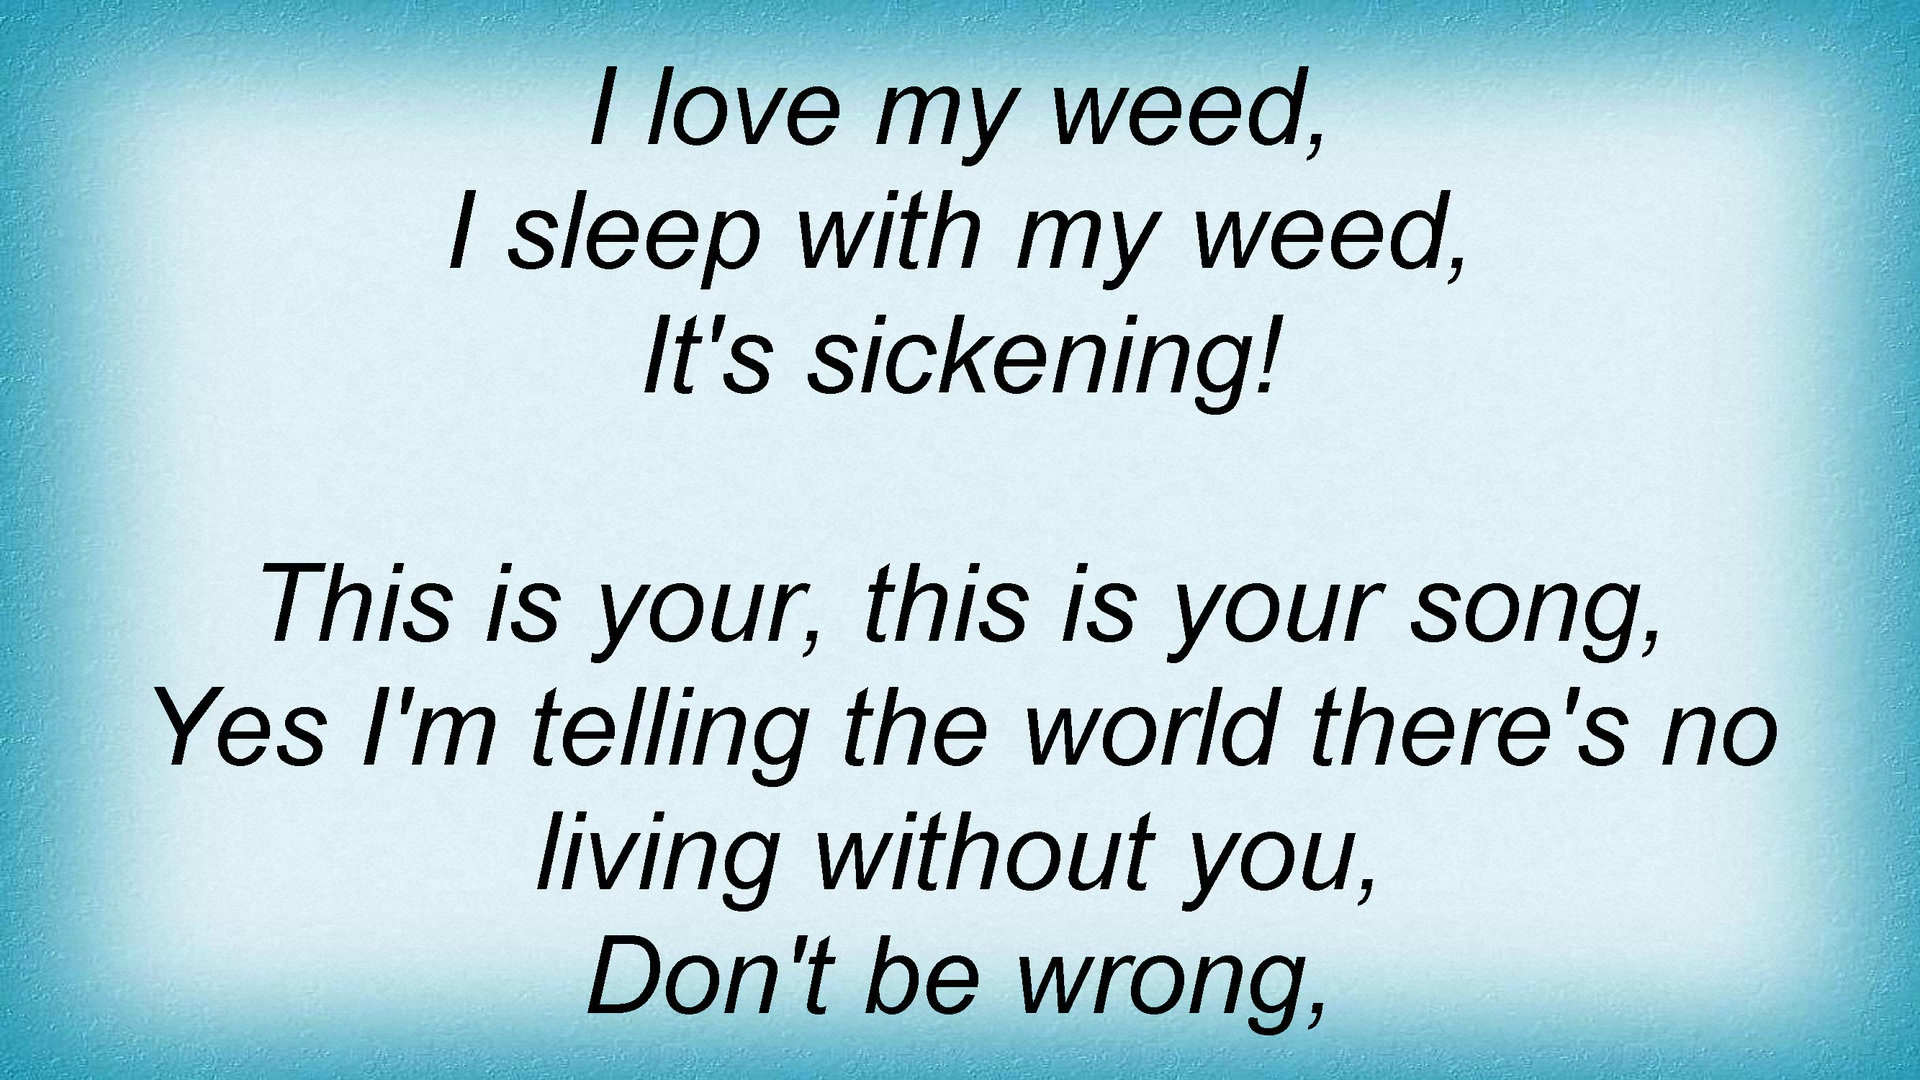 I love my weed,
I sleep with my weed,
It's sickening!
This is your, this is your song,
Yes I'm telling the world there's no
living without you,
Don't be wrong,